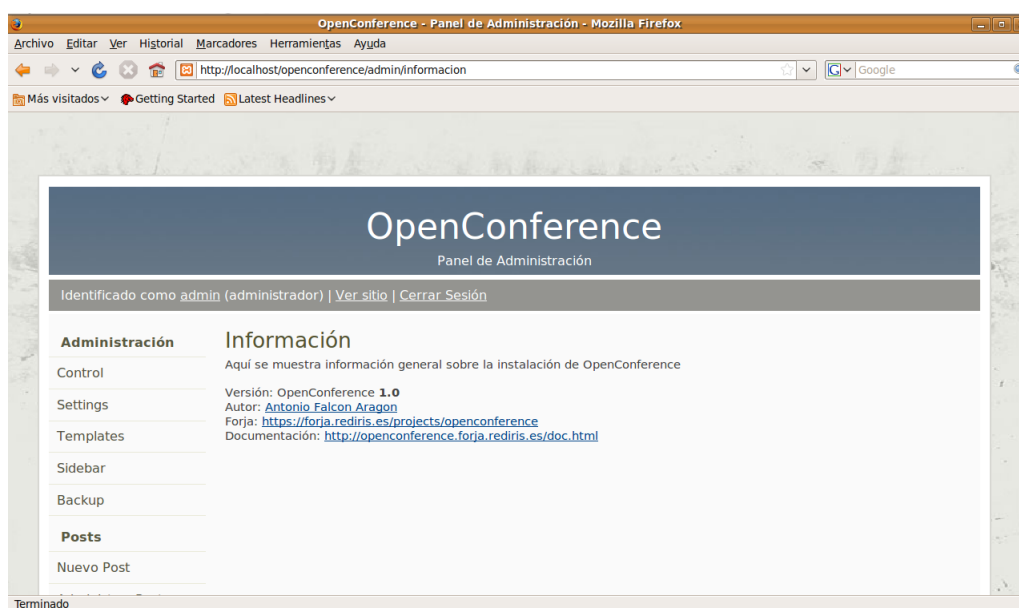 OpenConference - Panel de Administración - Mozilla Firefox
Archivo Editar Ver Historial Marcadores Herramientas Ayuda
http://localhost/openconference/admin/informacion
G Google
Más visitados Getting Started Latest Headlines
OpenConference
Panel de Administración
Identificado como admin (administrador) | Ver sitio | Cerrar Sesión
Administración
Control
Settings
Templates
Sidebar
Backup
Posts
Nuevo Post
Información
Aquí se muestra información general sobre la instalación de OpenConference
Versión: OpenConference 1.0
Autor: Antonio Falcon Aragon
Forja: https://forja.rediris.es/projects/openconference
Documentación: http://openconference.forja.rediris.es/doc.html
Terminado